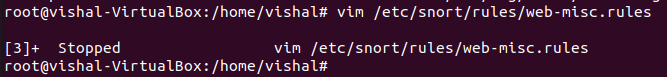 root@vishal-VirtualBox:/home/vishal# vim /etc/snort/rules/web-misc.rules
[3]+  Stopped                 vim /etc/snort/rules/web-misc.rules
root@vishal-VirtualBox:/home/vishal#